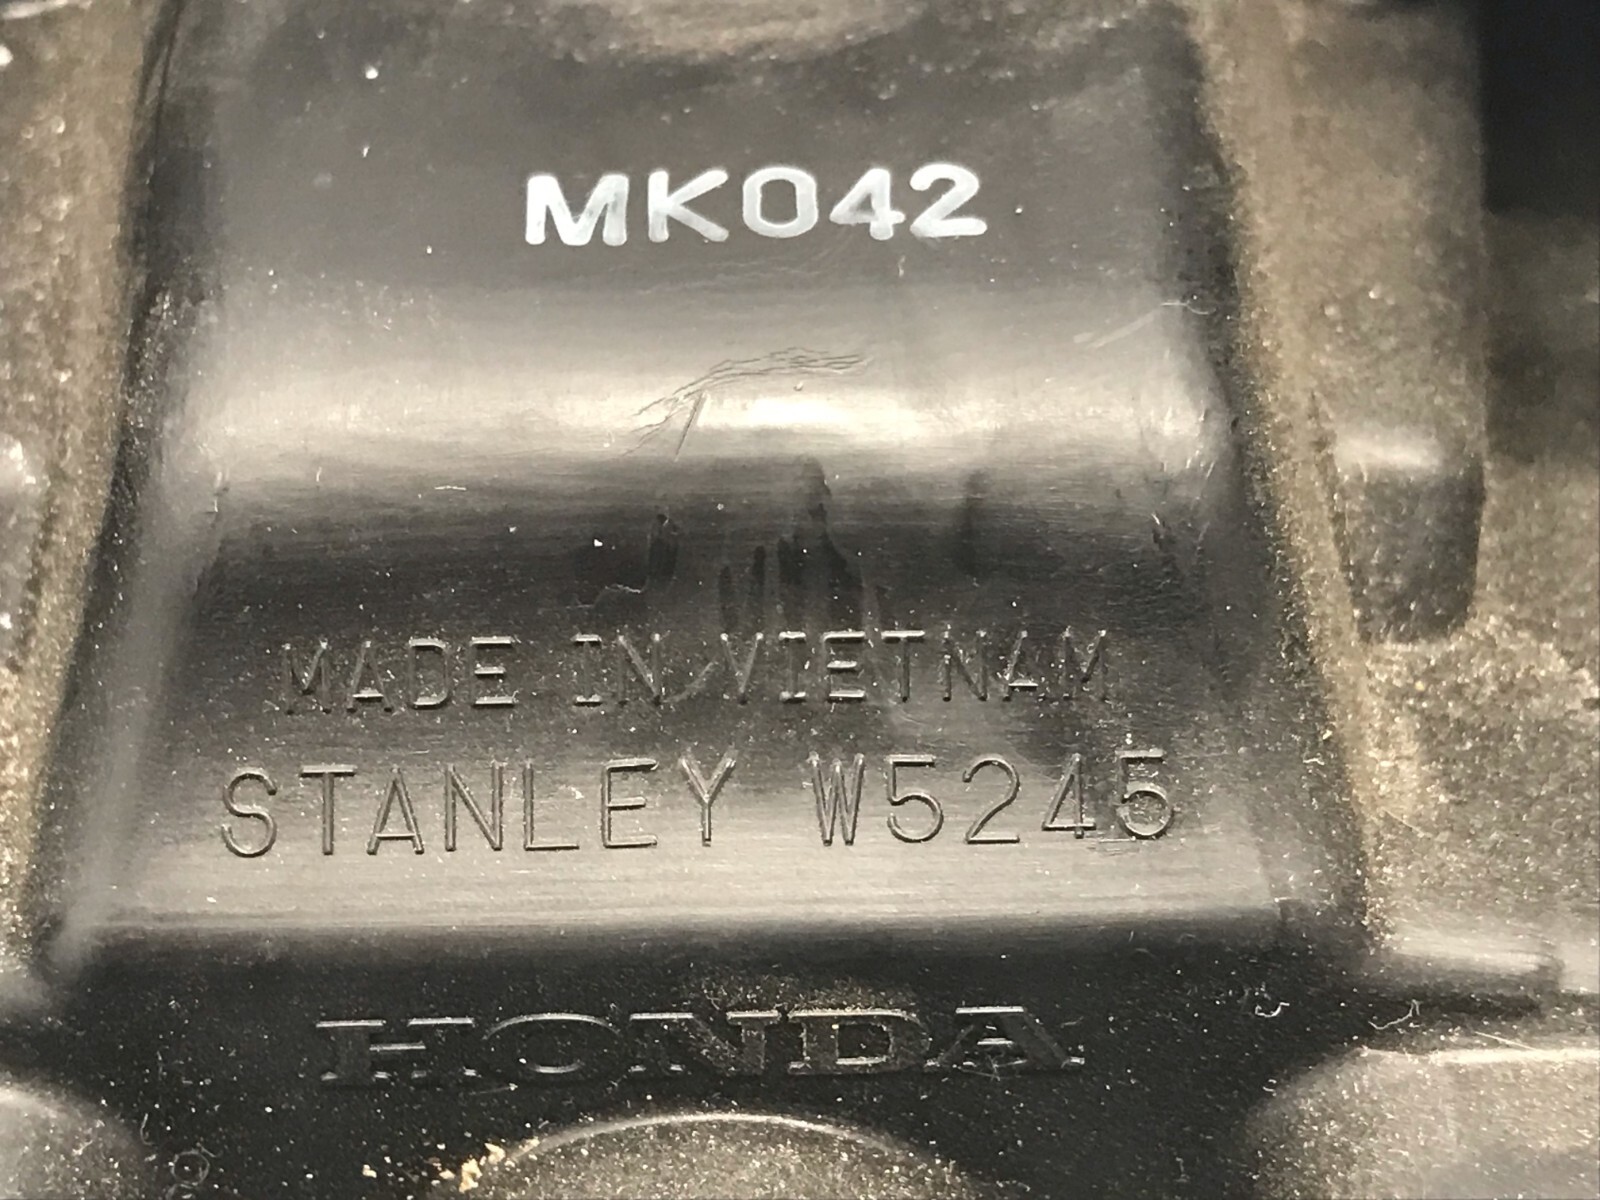 MK042
MADE IN VIETNAM
STANLEY W5245
HONDA